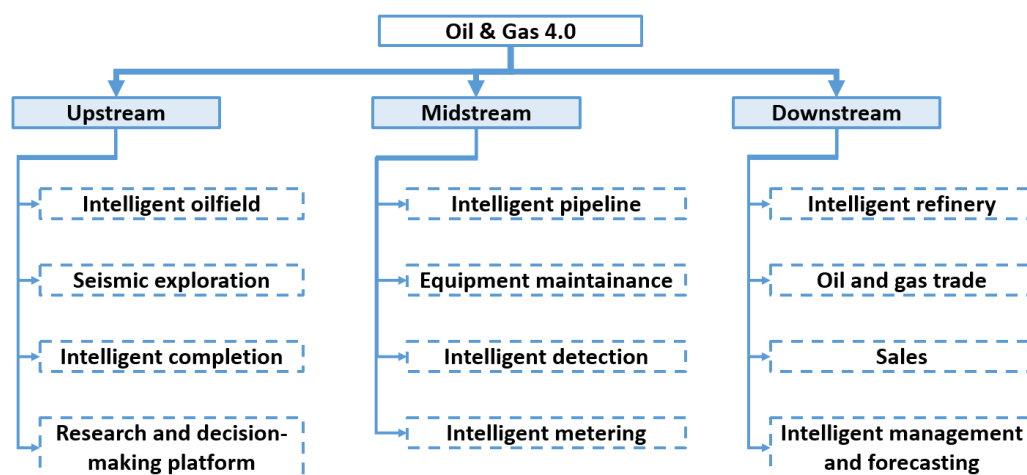 Oil & Gas 4.0
Upstream
Midstream
Downstream
Intelligent oilfield
Seismic exploration
Intelligent completion
Research and decision-
making platform
Intelligent pipeline
Equipment maintainance
Intelligent detection
Intelligent metering
Intelligent refinery
Oil and gas trade
Sales
Intelligent management
and forecasting